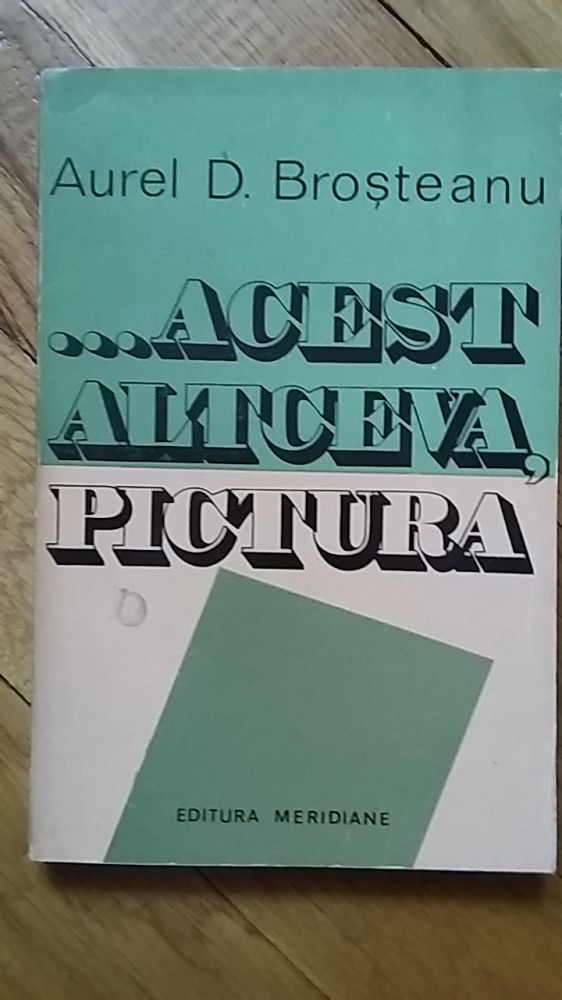 Aurel D. Broșteanu
...ACEST
ALTCEVA,
PICTURA
EDITURA MERIDIANE